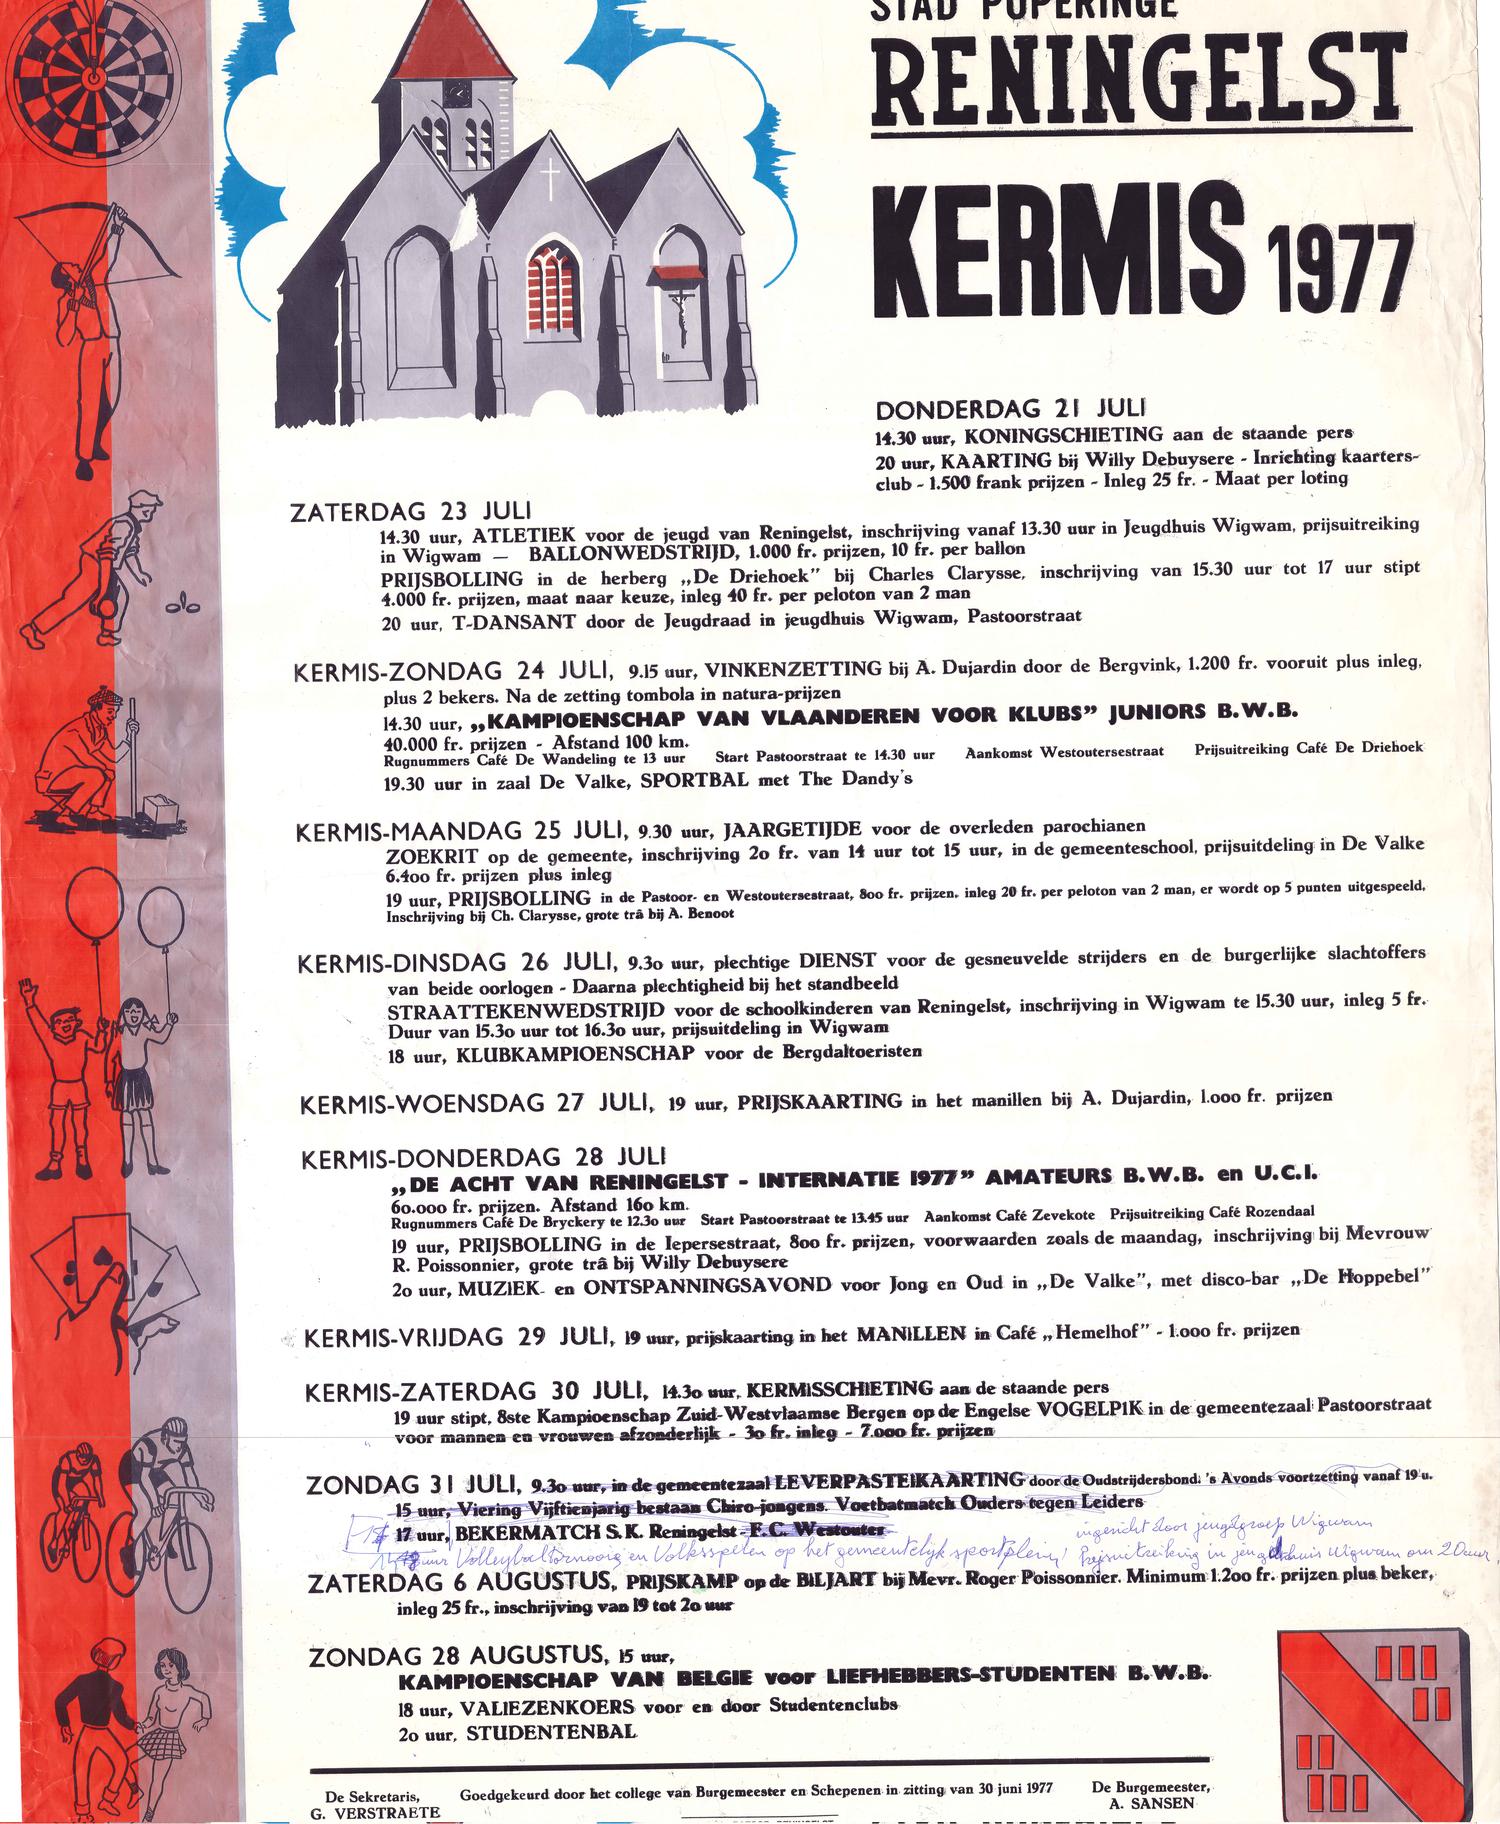 STAD POPERINGE
RENINGELST
KERMIS 1977
DONDERDAG 21 JULI
14.30 uur, KONINGSCHIETING aan de staande pers
20 uur, KAARTING bij Willy Debuysere - Inrichting kaarters-
club - 1.500 frank prijzen - Inleg 25 fr. - Maat per loting
ZATERDAG 23 JULI
14.30 uur, ATLETIEK voor de jeugd van Reningelst, inschrijving vanaf 13.30 uur in Jeugdhuis Wigwam, prijsuitreiking
in Wigwam — BALLONWEDSTRIJD, 1.000 fr. prijzen, 10 fr. per ballon
PRIJSBOLLING in de herberg „De Driehoek” bij Charles Clarysse, inschrijving van 15.30 uur tot 17 uur stipt
4.000 fr. prijzen, maat naar keuze, inleg 40 fr. per peloton van 2 man
20 uur, T-DANSANT door de Jeugdraad in jeugdhuis Wigwam, Pastoorstraat
KERMIS-ZONDAG 24 JULI, 9.15 uur, VINKENZETTING bij A. Dujardin door de Bergvink, 1.200 fr. vooruit plus inleg,
plus 2 bekers. Na de zetting tombola in natura-prijzen
14.30 uur, „KAMPIOENSCHAP VAN VLAANDEREN VOOR KLUBS” JUNIORS B.W.B.
40.000 fr. prijzen - Afstand 100 km.
Rugnummers Café De Wandeling te 13 uur Start Pastoorstraat te 14.30 uur Aankomst Westoutersestraat Prijsuitreiking Café De Driehoek
19.30 uur in zaal De Valke, SPORTBAL met The Dandy's
KERMIS-MAANDAG 25 JULI, 9.30 uur, JAARGETIJDE voor de overleden parochianen
ZOEKRIT op de gemeente, inschrijving 2o fr. van 14 uur tot 15 uur, in de gemeenteschool, prijsuitdeling in De Valke
6.4oo fr. prijzen plus inleg
19 uur, PRIJSBOLLING in de Pastoor- en Westoutersestraat, 8oo fr. prijzen, inleg 20 fr. per peloton van 2 man, er wordt op 5 punten uitgespeeld,
Inschrijving bij Ch. Clarysse, grote trâ bij A. Benoot
KERMIS-DINSDAG 26 JULI, 9.3o uur, plechtige DIENST voor de gesneuvelde strijders en de burgerlijke slachtoffers
van beide oorlogen - Daarna plechtigheid bij het standbeeld
STRAATTEKENWEDSTRIJD voor de schoolkinderen van Reningelst, inschrijving in Wigwam te 15.30 uur, inleg 5 fr.
Duur van 15.3o uur tot 16.3o uur, prijsuitdeling in Wigwam
18 uur, KLUBKAMPIOENSCHAP voor de Bergdaltoeristen
KERMIS-WOENSDAG 27 JULI, 19 uur, PRIJSKAARTING in het manillen bij A. Dujardin, 1.ooo fr. prijzen
KERMIS-DONDERDAG 28 JULI
„DE ACHT VAN RENINGELST - INTERNATIE 1977” AMATEURS B.W.B. en U.C.I.
6o.ooo fr. prijzen. Afstand 16o km.
Rugnummers Café De Bryckery te 12.3o uur Start Pastoorstraat te 13.45 uur Aankomst Café Zevekote Prijsuitreiking Café Rozendaal
19 uur, PRIJSBOLLING in de Iepersestraat, 8oo fr. prijzen, voorwaarden zoals de maandag, inschrijving bij Mevrouw
R. Poissonnier, grote trâ bij Willy Debuysere
2o uur, MUZIEK- en ONTSPANNINGSAVOND voor Jong en Oud in „De Valke”, met disco-bar „De Hoppebel”
KERMIS-VRIJDAG 29 JULI, 19 uur, prijskaarting in het MANILLEN in Café „Hemelhof” - 1.ooo fr. prijzen
KERMIS-ZATERDAG 30 JULI, 14.3o uur, KERMISSCHIETING aan de staande pers
19 uur stipt, 8ste Kampioenschap Zuid-Westvlaamse Bergen op de Engelse VOGELPIK in de gemeentezaal Pastoorstraat
voor mannen en vrouwen afzonderlijk - 3o fr. inleg - 7.ooo fr. prijzen
ZONDAG 31 JULI, 9.3o uur, in de gemeentezaal LEVERPASTEIKAARTING door de Oudstrijdersbond. 's Avonds voortzetting vanaf 19 u.
15 uur, Viering Vijftienjarig bestaan Chiro-jongens. Voetbatmatch Ouders tegen Leiders
17 uur, BEKERMATCH S.K. Reningelst F.C. Westouter
ingericht door jeugdgroep Wigwam
uur Volleybaltornooi en Volksspelen op het gemeentelijk sportplein! Prijsuitreiking in jeugdhuis Wigwam om 20 uur
ZATERDAG 6 AUGUSTUS, PRIJSKAMP op de BILJART bij Mevr. Roger Poissonnier. Minimum 1.2oo fr. prijzen plus beker,
inleg 25 fr., inschrijving van 19 tot 2o uur
ZONDAG 28 AUGUSTUS, 15 uur,
KAMPIOENSCHAP VAN BELGIE voor LIEFHEBBERS-STUDENTEN B.W.B.
18 uur, VALIEZENKOERS voor en door Studentenclubs
2o uur, STUDENTENBAL
De Sekretaris, Goedgekeurd door het college van Burgemeester en Schepenen in zitting van 30 juni 1977 De Burgemeester,
G. VERSTRAETE A. SANSEN